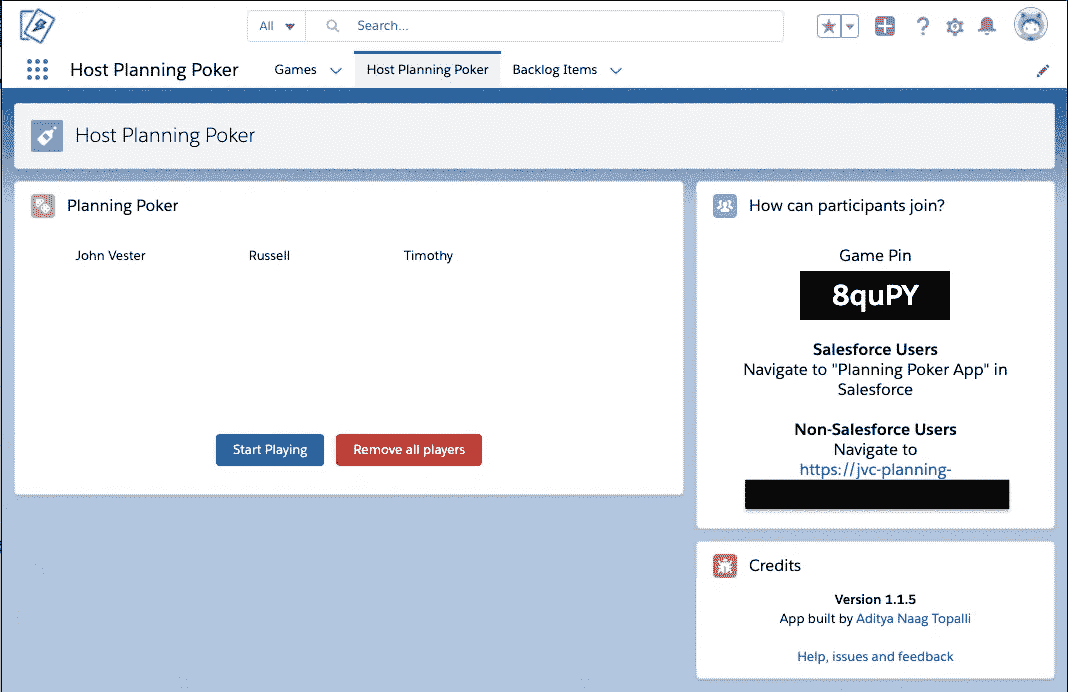 All
Search...
Host Planning Poker
Games
Host Planning Poker
Backlog Items
Host Planning Poker
Planning Poker
John Vester
Russell
Timothy
Start Playing
Remove all players
How can participants join?
Game Pin
8quPY
Salesforce Users
Navigate to "Planning Poker App" in
Salesforce
Non-Salesforce Users
Navigate to
https://jvc-planning-
Credits
Version 1.1.5
App built by Aditya Naag Topalli
Help, issues and feedback